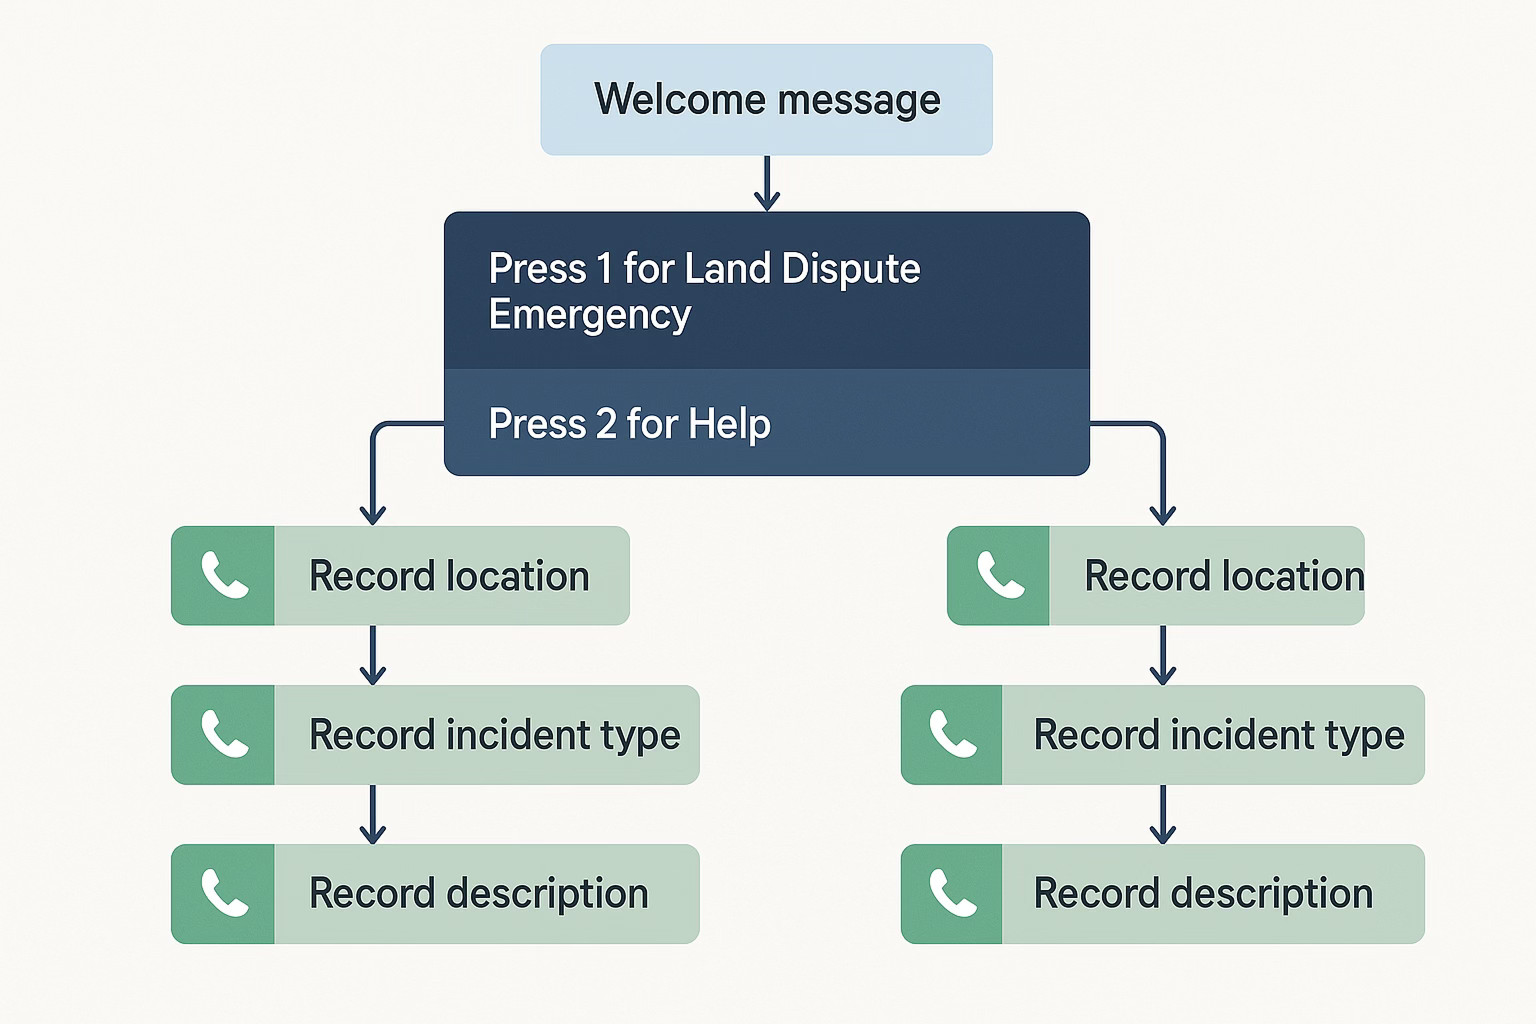 Welcome message
Press 1 for Land Dispute
Emergency
Press 2 for Help
Record location
Record location
Record incident type
Record incident type
Record description
Record description